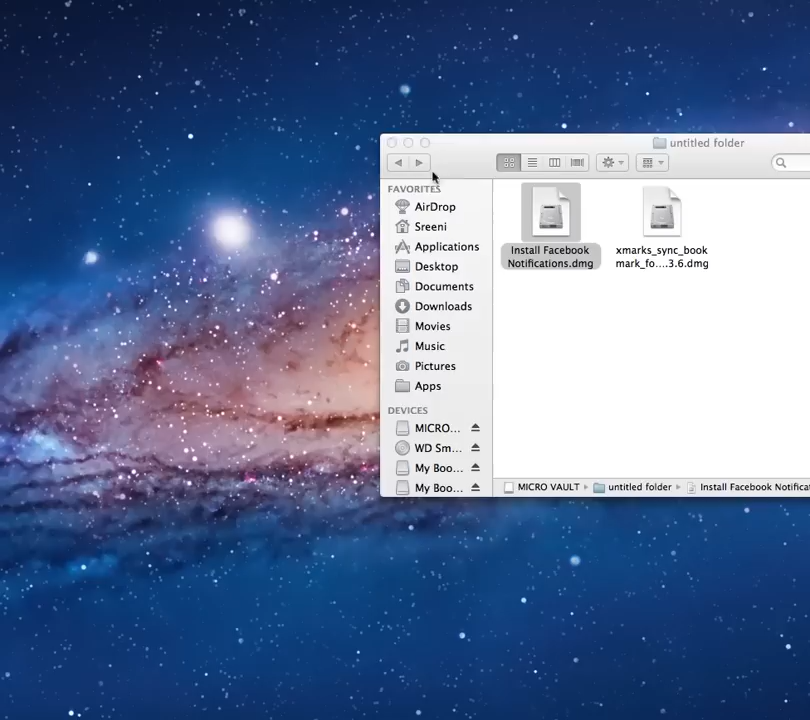 untitled folder
FAVORITES
AirDrop
Sreeni
Applications
Desktop
Documents
Downloads
Movies
Music
Pictures
Apps
DEVICES
MICRO...
WD Sm...
My Boo...
My Boo...
Install Facebook
Notifications.dmg
xmarks_sync_book
mark_fo....3.6.dmg
MICRO VAULT
untitled folder
Install Facebook Notificat